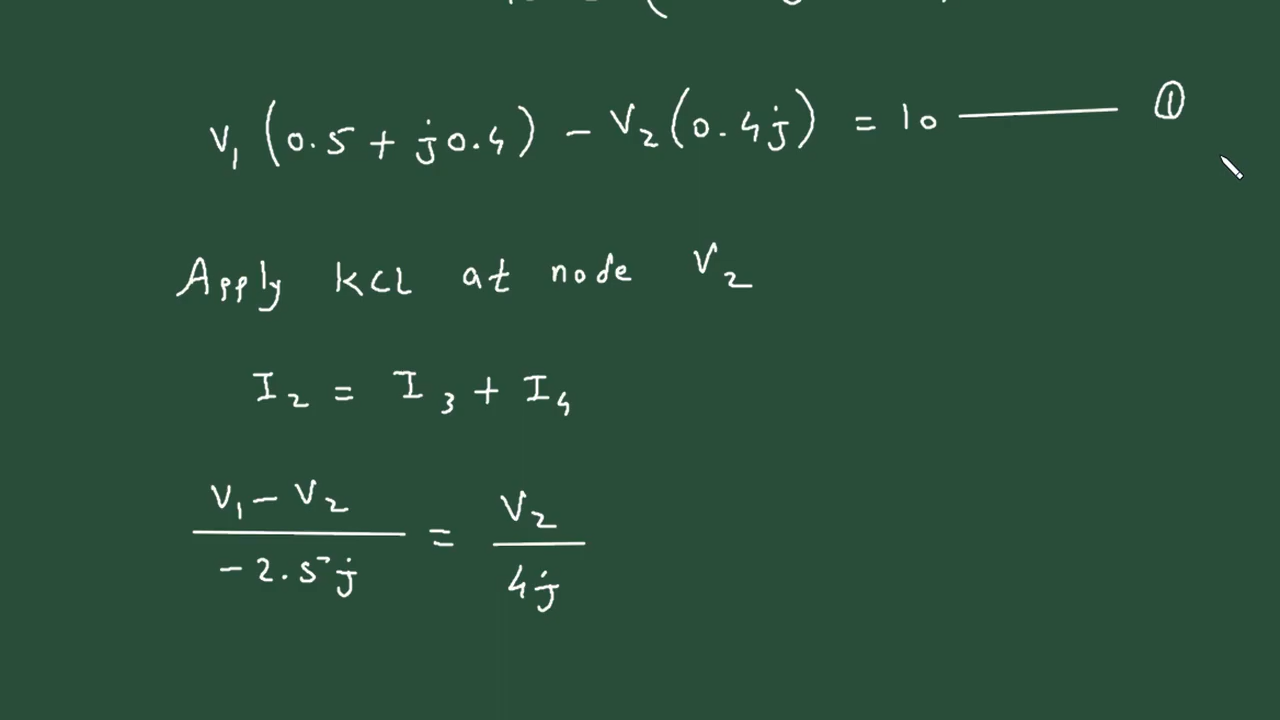 V₁ (0.5 + j0.4) - V₂(0.4j) = 10 ——— ①
Apply KCL at node V₂
I₂ = I₃ + I₄
V₁ - V₂ / -2.5j = V₂ / 4j